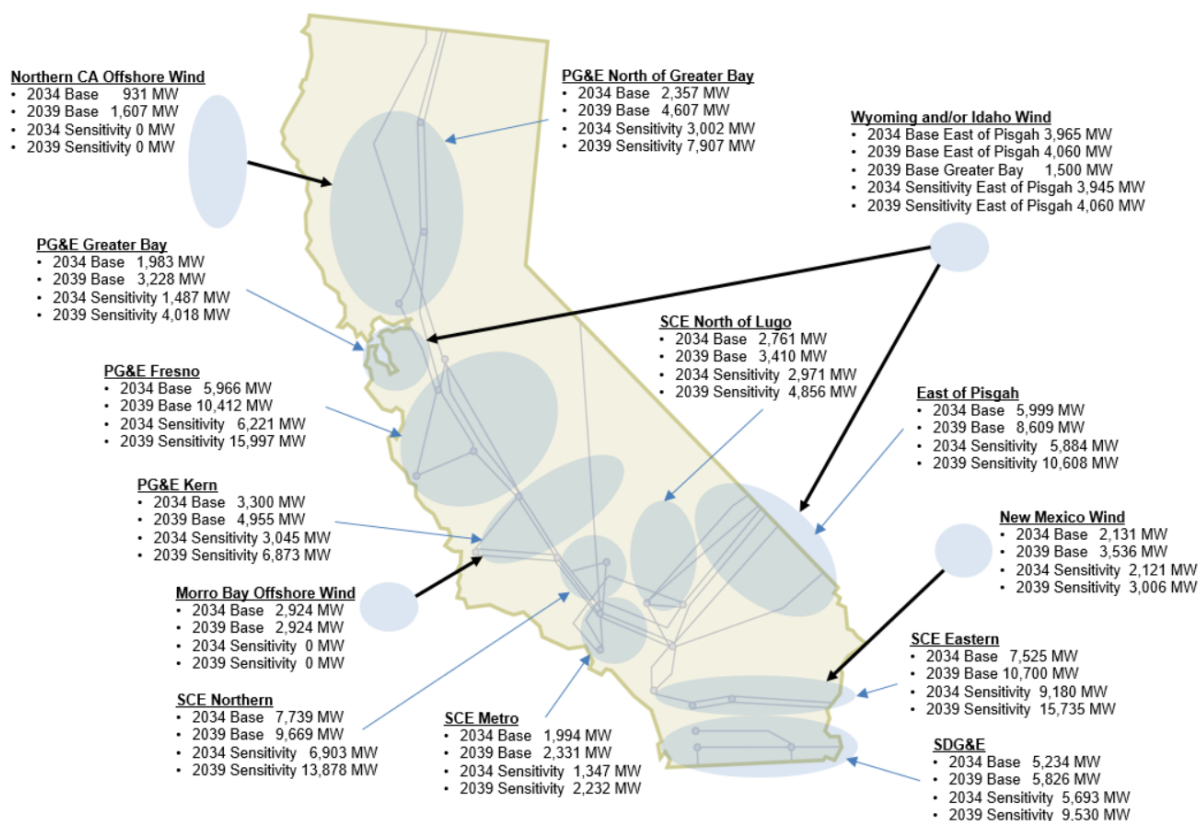 Northern CA Offshore Wind
• 2034 Base 931 MW
• 2039 Base 1,607 MW
• 2034 Sensitivity 0 MW
• 2039 Sensitivity 0 MW
PG&E North of Greater Bay
• 2034 Base 2,357 MW
• 2039 Base 4,607 MW
• 2034 Sensitivity 3,002 MW
• 2039 Sensitivity 7,907 MW
Wyoming and/or Idaho Wind
• 2034 Base East of Pisgah 3,965 MW
• 2039 Base East of Pisgah 4,060 MW
• 2039 Base Greater Bay 1,500 MW
• 2034 Sensitivity East of Pisgah 3,945 MW
• 2039 Sensitivity East of Pisgah 4,060 MW
PG&E Greater Bay
• 2034 Base 1,983 MW
• 2039 Base 3,228 MW
• 2034 Sensitivity 1,487 MW
• 2039 Sensitivity 4,018 MW
SCE North of Lugo
• 2034 Base 2,761 MW
• 2039 Base 3,410 MW
• 2034 Sensitivity 2,971 MW
• 2039 Sensitivity 4,856 MW
PG&E Fresno
• 2034 Base 5,966 MW
• 2039 Base 10,412 MW
• 2034 Sensitivity 6,221 MW
• 2039 Sensitivity 15,997 MW
East of Pisgah
• 2034 Base 5,999 MW
• 2039 Base 8,609 MW
• 2034 Sensitivity 5,884 MW
• 2039 Sensitivity 10,608 MW
PG&E Kern
• 2034 Base 3,300 MW
• 2039 Base 4,955 MW
• 2034 Sensitivity 3,045 MW
• 2039 Sensitivity 6,873 MW
New Mexico Wind
• 2034 Base 2,131 MW
• 2039 Base 3,536 MW
• 2034 Sensitivity 2,121 MW
• 2039 Sensitivity 3,006 MW
Morro Bay Offshore Wind
• 2034 Base 2,924 MW
• 2039 Base 2,924 MW
• 2034 Sensitivity 0 MW
• 2039 Sensitivity 0 MW
SCE Eastern
• 2034 Base 7,525 MW
• 2039 Base 10,700 MW
• 2034 Sensitivity 9,180 MW
• 2039 Sensitivity 15,735 MW
SCE Northern
• 2034 Base 7,739 MW
• 2039 Base 9,669 MW
• 2034 Sensitivity 6,903 MW
• 2039 Sensitivity 13,878 MW
SCE Metro
• 2034 Base 1,994 MW
• 2039 Base 2,331 MW
• 2034 Sensitivity 1,347 MW
• 2039 Sensitivity 2,232 MW
SDG&E
• 2034 Base 5,234 MW
• 2039 Base 5,826 MW
• 2034 Sensitivity 5,693 MW
• 2039 Sensitivity 9,530 MW